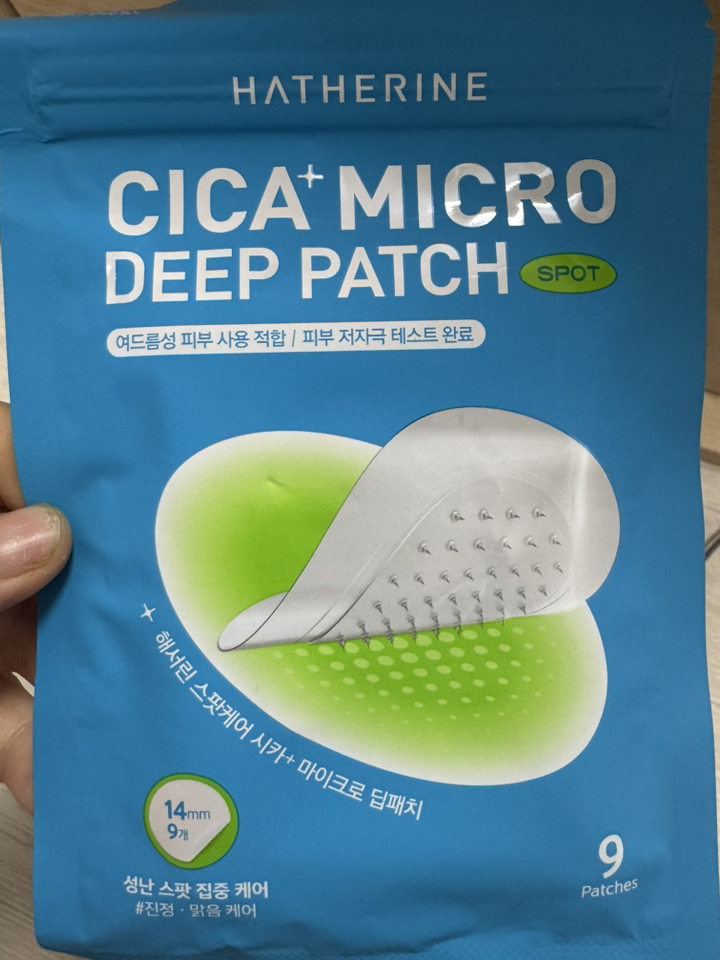 HATHERINE
CICA+ MICRO
DEEP PATCH SPOT
여드름성 피부 사용 적합 / 피부 저자극 테스트 완료
해서린 스팟케어 시카+ 마이크로 딥패치
14mm
9개
성난 스팟 집중 케어
#진정 · 맑음 케어
9
Patches